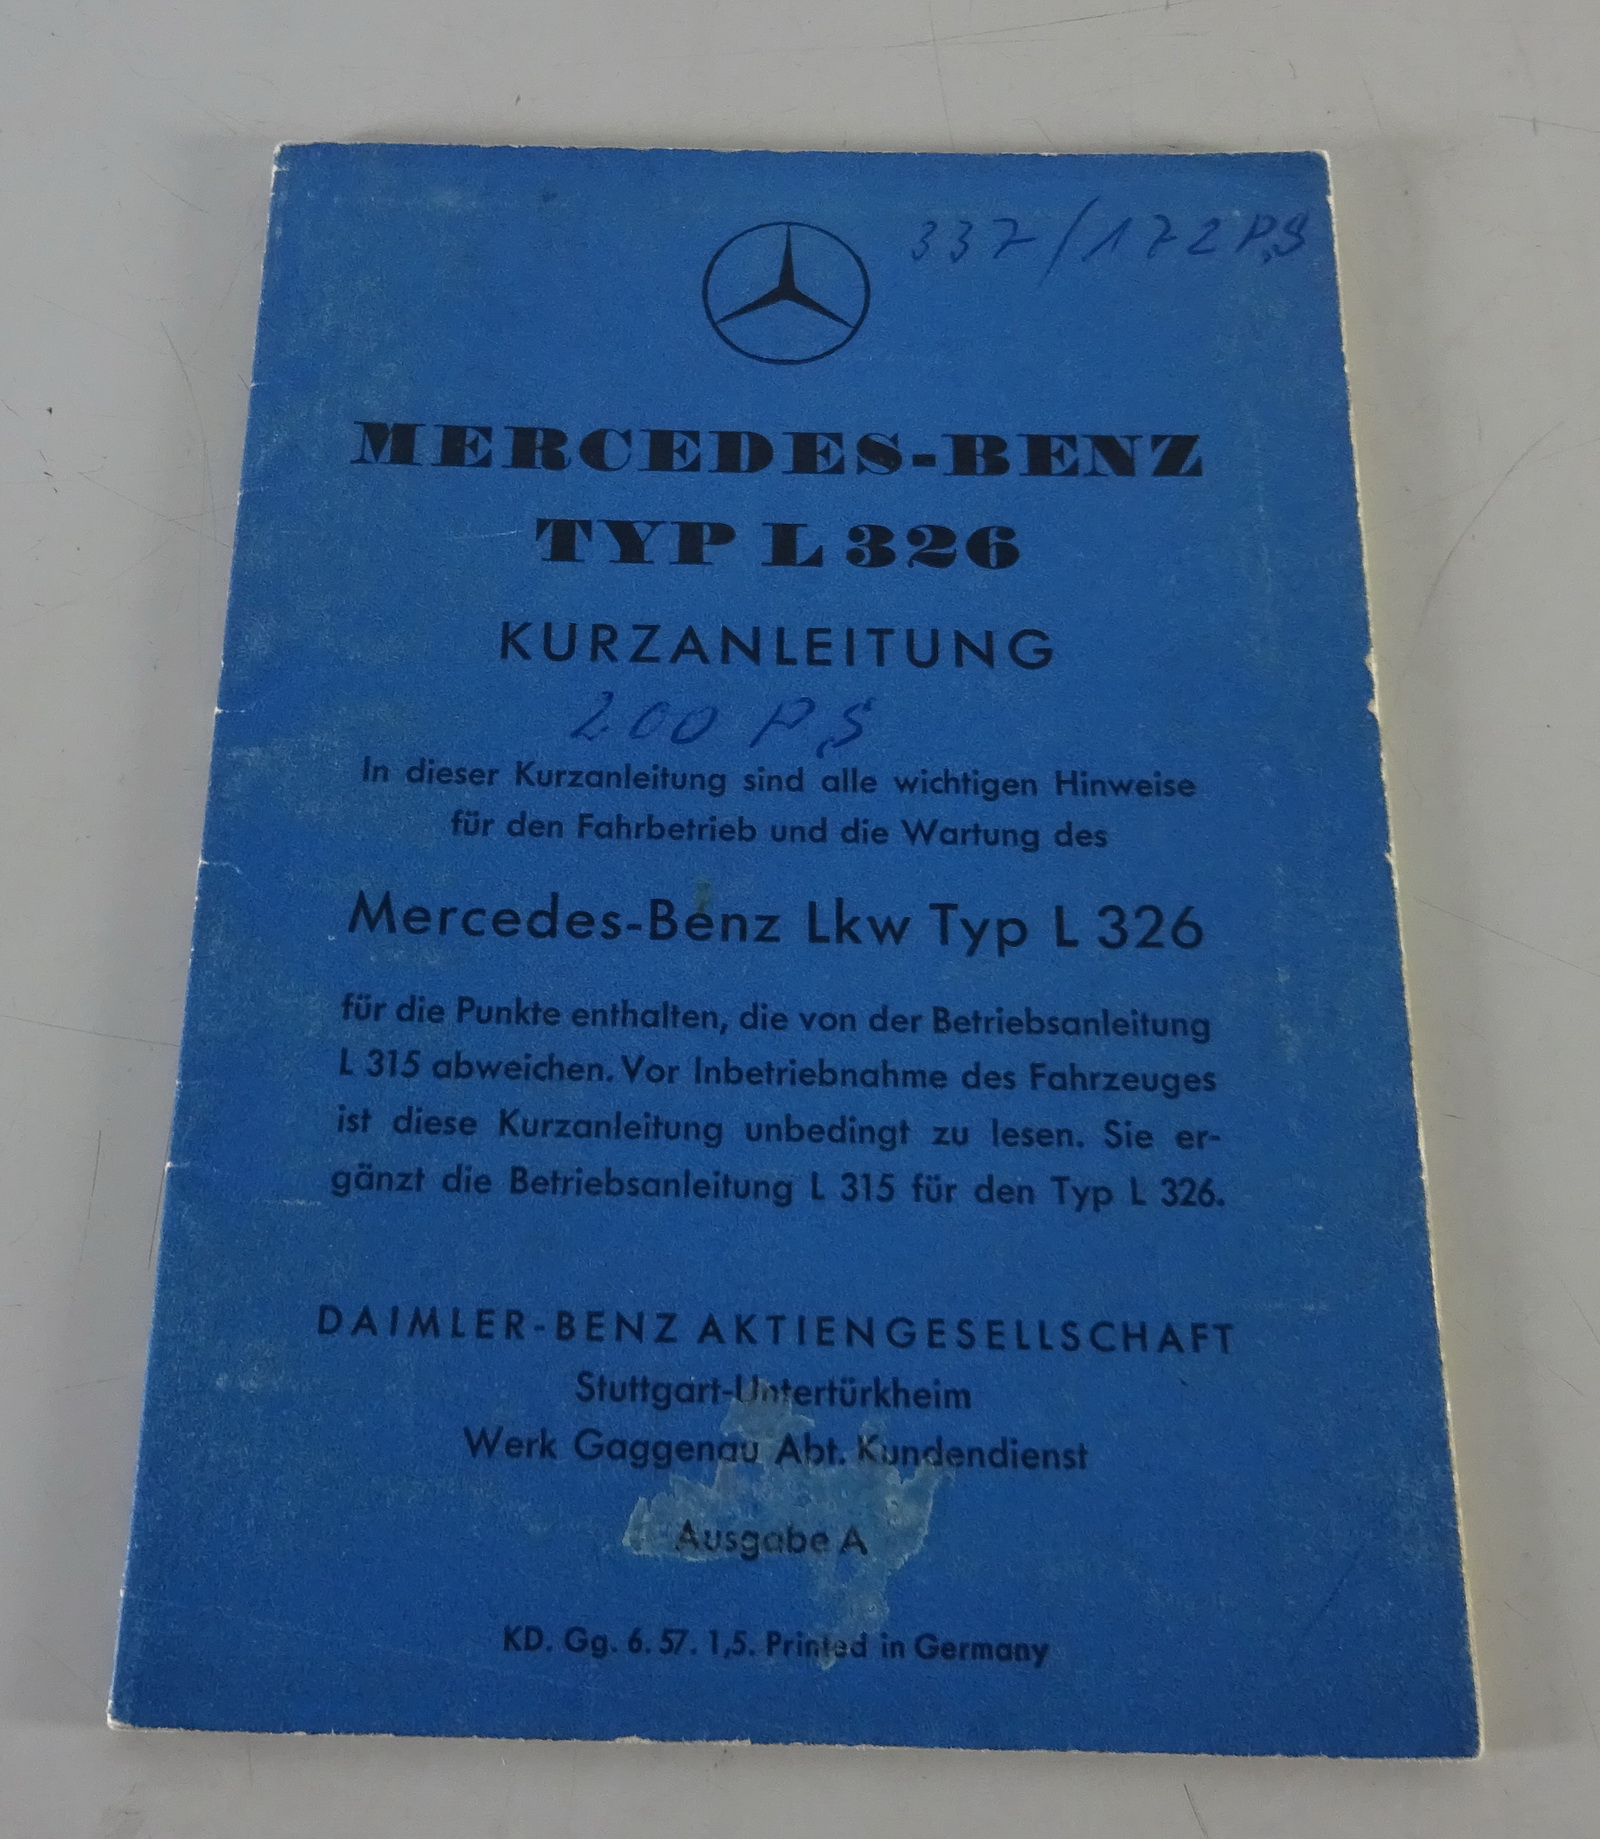 337/172 PS
MERCEDES-BENZ
TYP L 326
KURZANLEITUNG
200 PS
In dieser Kurzanleitung sind alle wichtigen Hinweise
für den Fahrbetrieb und die Wartung des
Mercedes-Benz Lkw Typ L 326
für die Punkte enthalten, die von der Betriebsanleitung
L 315 abweichen. Vor Inbetriebnahme des Fahrzeuges
ist diese Kurzanleitung unbedingt zu lesen. Sie er-
gänzt die Betriebsanleitung L 315 für den Typ L 326.
DAIMLER-BENZ AKTIENGESELLSCHAFT
Stuttgart-Untertürkheim
Werk Gaggenau Abt. Kundendienst
Ausgabe A
KD. Gg. 6. 57. 1,5. Printed in Germany